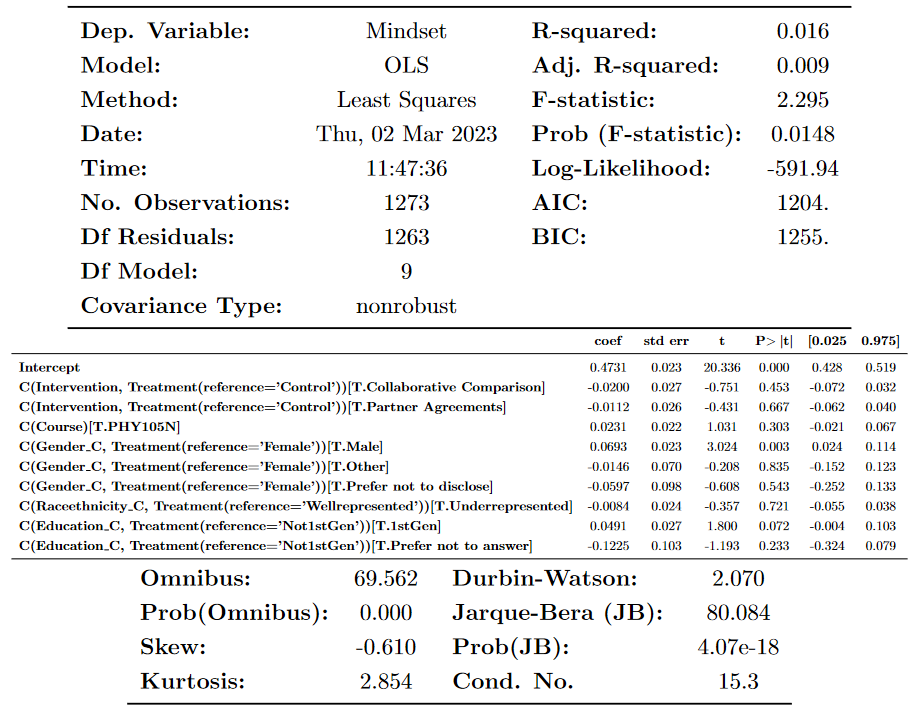 Dep. Variable: Mindset R-squared: 0.016
Model: OLS Adj. R-squared: 0.009
Method: Least Squares F-statistic: 2.295
Date: Thu, 02 Mar 2023 Prob (F-statistic): 0.0148
Time: 11:47:36 Log-Likelihood: -591.94
No. Observations: 1273 AIC: 1204.
Df Residuals: 1263 BIC: 1255.
Df Model: 9
Covariance Type: nonrobust
coef std err t P> |t| [0.025 0.975]
Intercept 0.4731 0.023 20.336 0.000 0.428 0.519
C(Intervention, Treatment(reference='Control'))[T.Collaborative Comparison] -0.0200 0.027 -0.751 0.453 -0.072 0.032
C(Intervention, Treatment(reference='Control'))[T.Partner Agreements] -0.0112 0.026 -0.431 0.667 -0.062 0.040
C(Course)[T.PHY105N] 0.0231 0.022 1.031 0.303 -0.021 0.067
C(Gender_C, Treatment(reference='Female'))[T.Male] 0.0693 0.023 3.024 0.003 0.024 0.114
C(Gender_C, Treatment(reference='Female'))[T.Other] -0.0146 0.070 -0.208 0.835 -0.152 0.123
C(Gender_C, Treatment(reference='Female'))[T.Prefer not to disclose] -0.0597 0.098 -0.608 0.543 -0.252 0.133
C(Raceethnicity_C, Treatment(reference='Wellrepresented'))[T.Underrepresented] -0.0084 0.024 -0.357 0.721 -0.055 0.038
C(Education_C, Treatment(reference='Not1stGen'))[T.1stGen] 0.0491 0.027 1.800 0.072 -0.004 0.103
C(Education_C, Treatment(reference='Not1stGen'))[T.Prefer not to answer] -0.1225 0.103 -1.193 0.233 -0.324 0.079
Omnibus: 69.562 Durbin-Watson: 2.070
Prob(Omnibus): 0.000 Jarque-Bera (JB): 80.084
Skew: -0.610 Prob(JB): 4.07e-18
Kurtosis: 2.854 Cond. No. 15.3